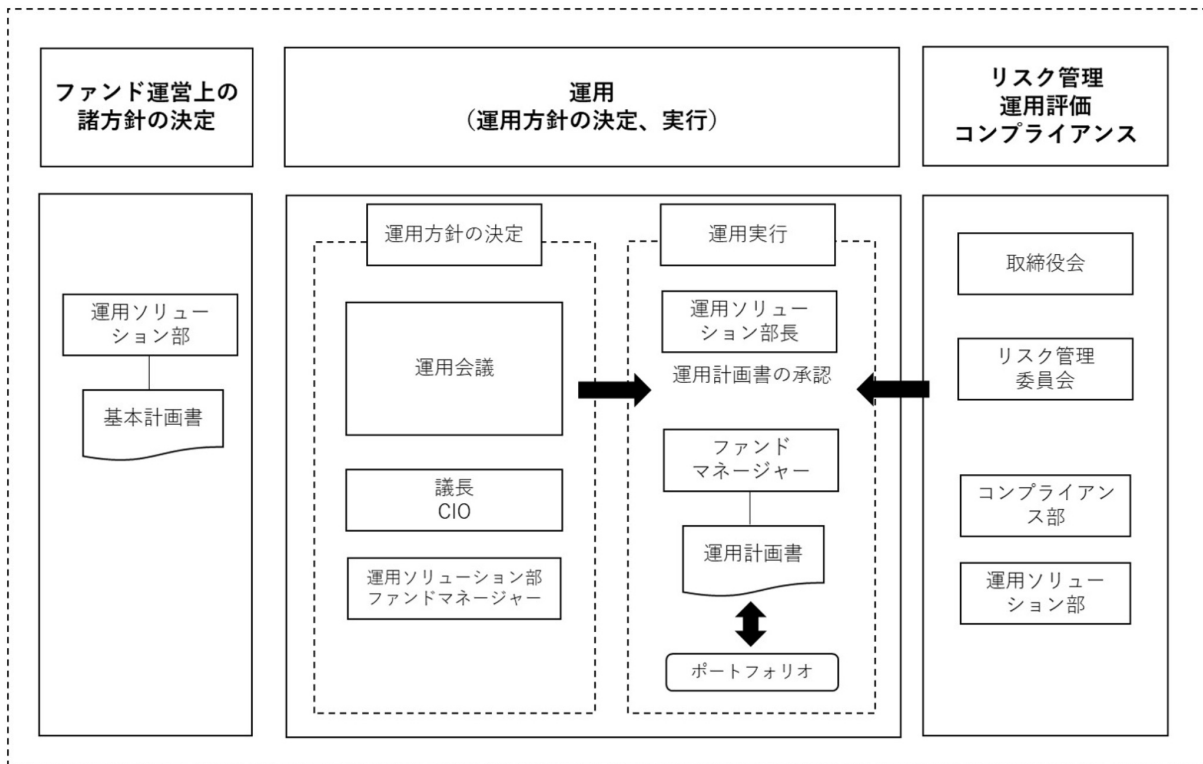 ファンド運営上の
諸方針の決定
運用
（運用方針の決定、実行）
リスク管理
運用評価
コンプライアンス
運用ソリュー
ション部
基本計画書
運用方針の決定
運用会議
議長
CIO
運用ソリューション部
ファンドマネージャー
運用実行
運用ソリュー
ション部長
運用計画書の承認
ファンド
マネージャー
運用計画書
ポートフォリオ
取締役会
リスク管理
委員会
コンプライアン
ス部
運用ソリュー
ション部